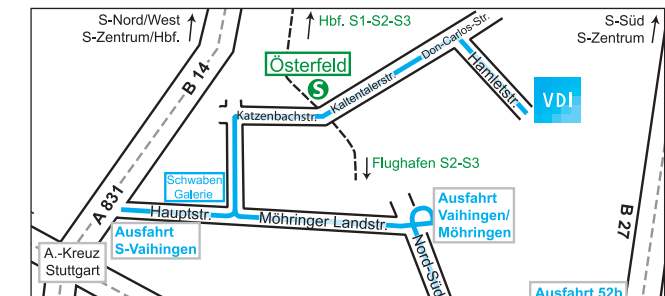 S-Nord/West
S-Zentrum/Hbf.
Hbf. S1-S2-S3
S-Süd
S-Zentrum
B 14
Österfeld
S
Don-Carlos-Str.
Kaltentalerstr.
Hamletstr.
VDI
Katzenbachstr.
Flughafen S2-S3
Schwaben
Galerie
A 831
Hauptstr.
Möhringer Landstr.
Ausfahrt
Vaihingen/
Möhringen
B 27
Ausfahrt
S-Vaihingen
A.-Kreuz
Stuttgart
Nord-Süd
Ausfahrt 52b